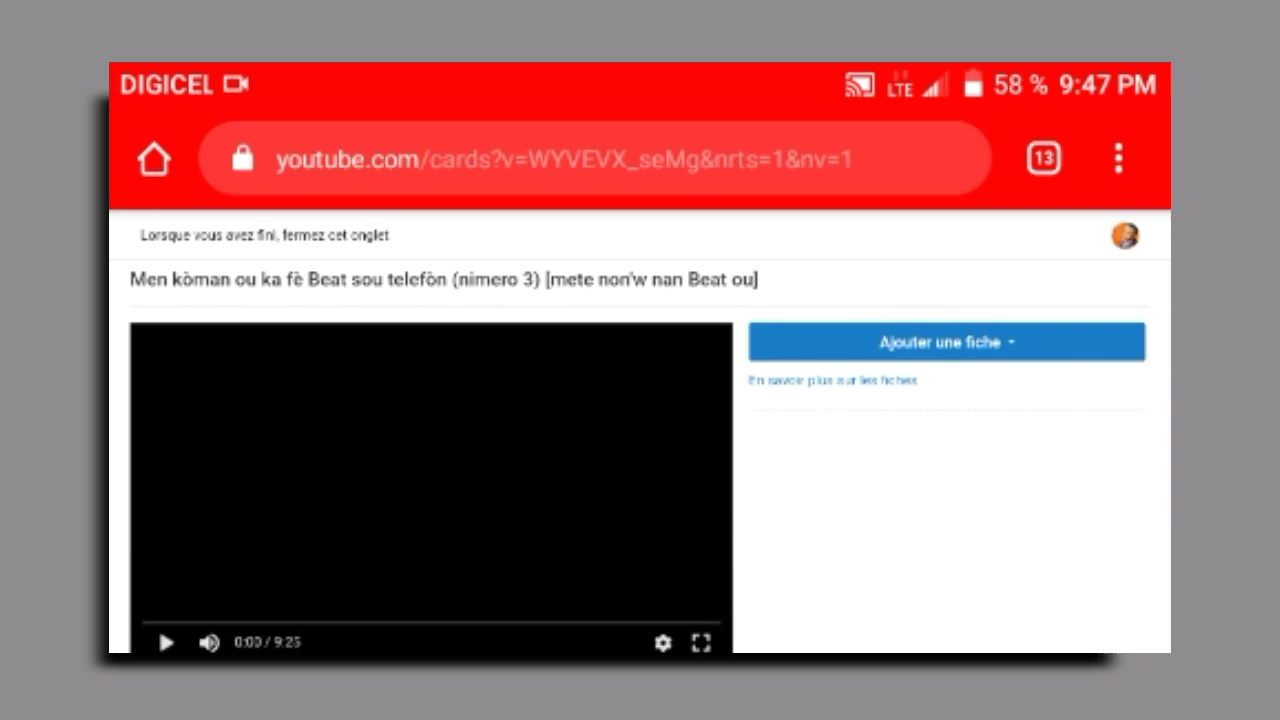 DIGICEL LTE 58 % 9:47 PM
youtube.com/cards?v=WYVEVX_seMg&nrts=1&nv=1 13
Lorsque vous avez fini, fermez cet onglet
Men kòman ou ka fè Beat sou telefòn (nimero 3) [mete non'w nan Beat ou]
Ajouter une fiche
En savoir plus sur les fiches
0:00 / 9:25